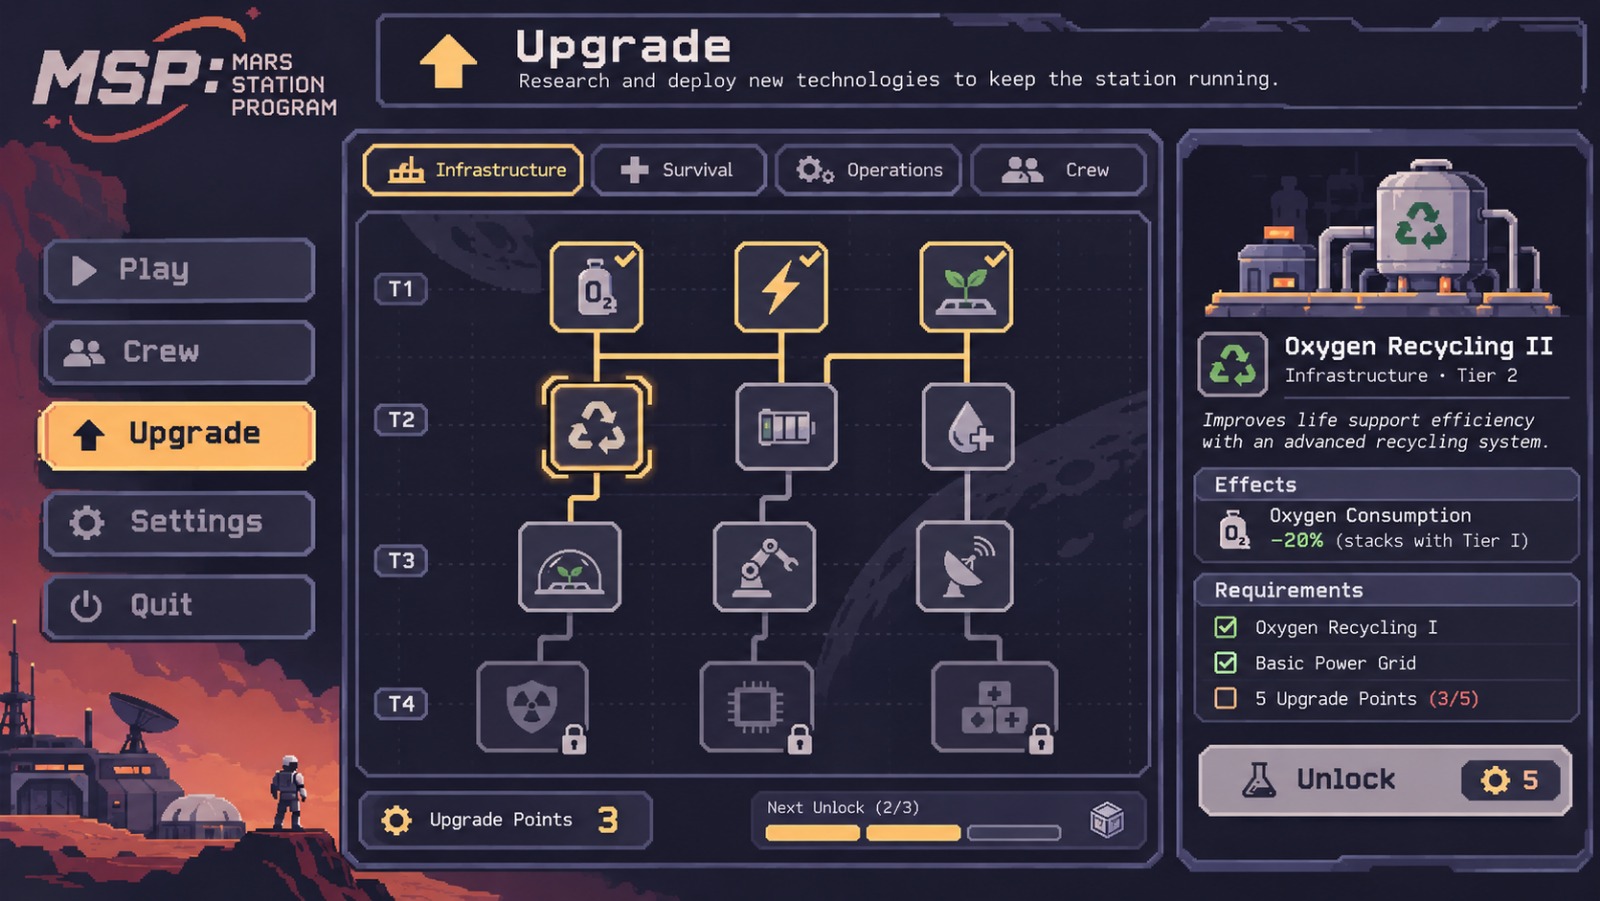 MSP:
MARS
STATION
PROGRAM
Upgrade
Research and deploy new technologies to keep the station running.
Play
Crew
Upgrade
Settings
Quit
Infrastructure
Survival
Operations
Crew
T1
O2
T2
T3
T4
Upgrade Points 3
Next Unlock (2/3)
Oxygen Recycling II
Infrastructure • Tier 2
Improves life support efficiency
with an advanced recycling system.
Effects
O2
Oxygen Consumption
-20% (stacks with Tier I)
Requirements
Oxygen Recycling I
Basic Power Grid
5 Upgrade Points (3/5)
Unlock 5